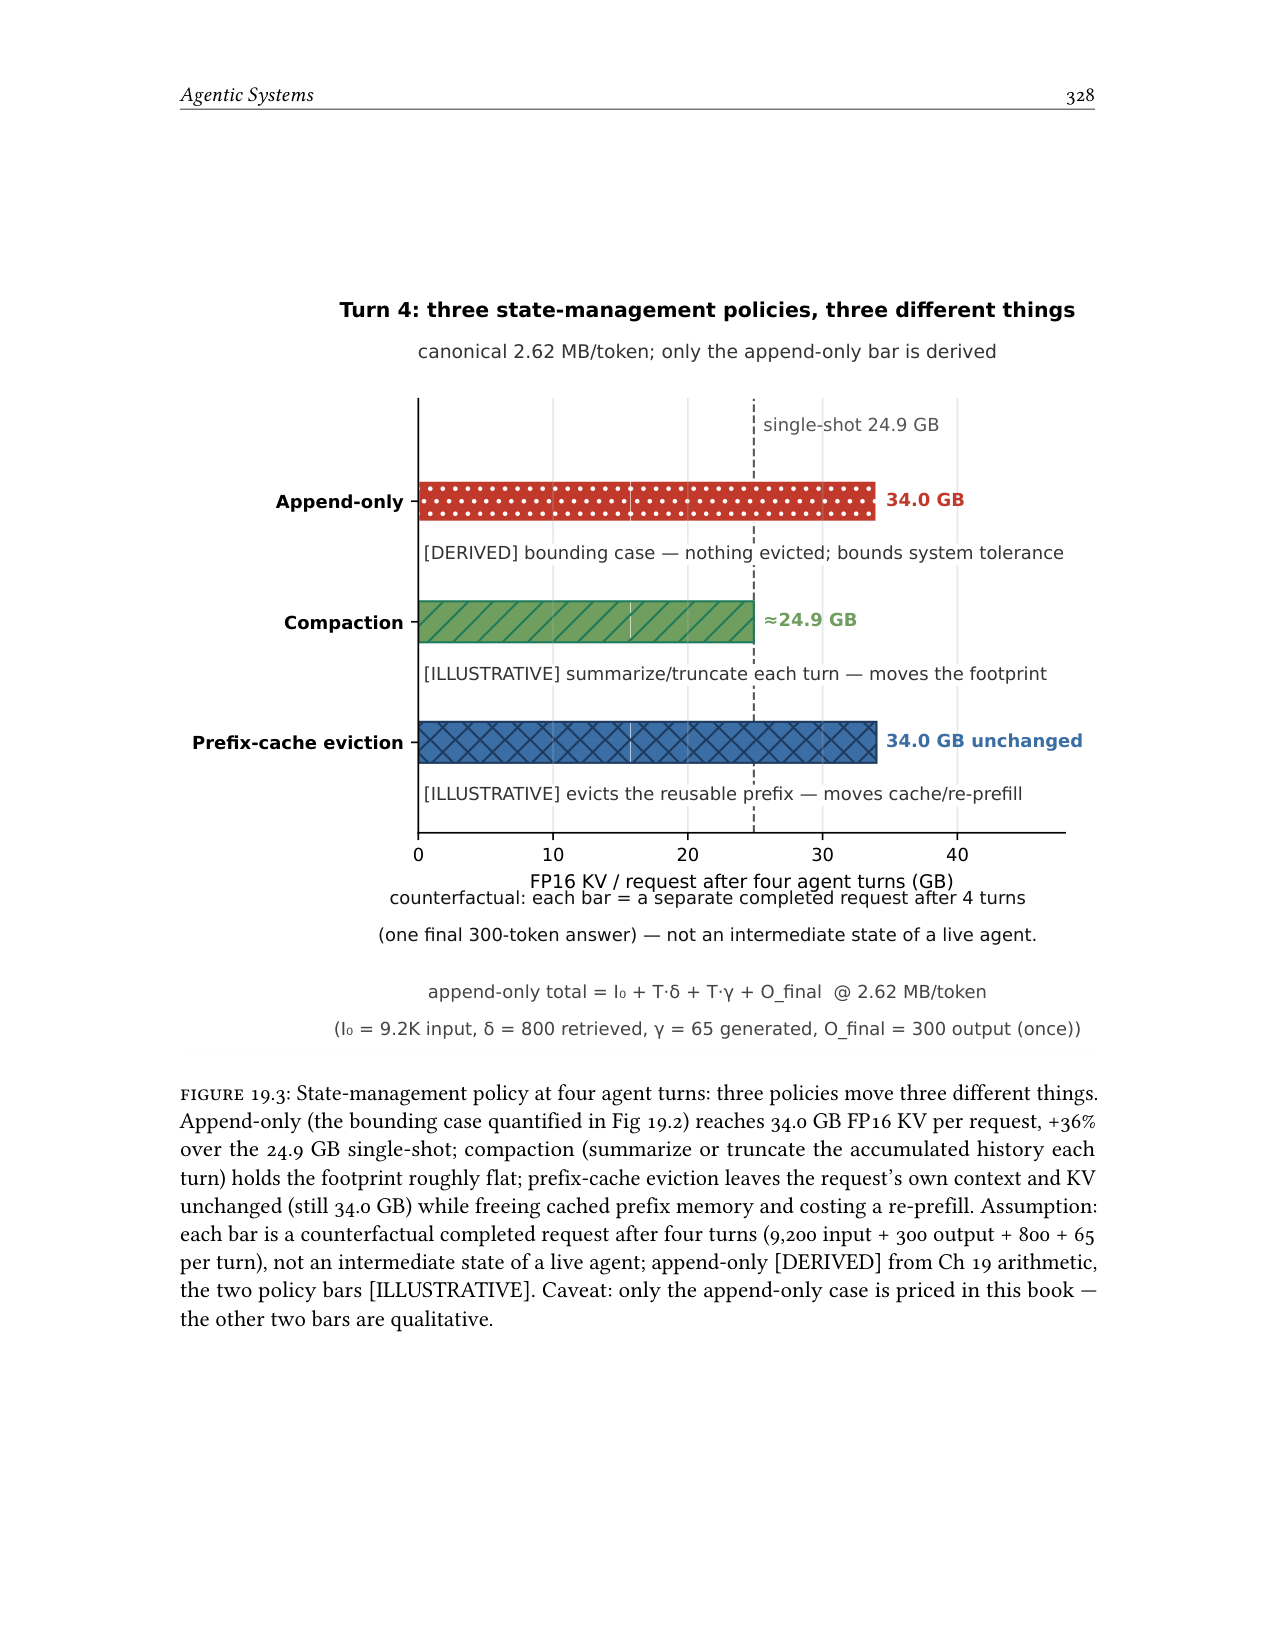 Agentic Systems 328
Turn 4: three state-management policies, three different things
canonical 2.62 MB/token; only the append-only bar is derived
single-shot 24.9 GB
Append-only 34.0 GB
[DERIVED] bounding case — nothing evicted; bounds system tolerance
Compaction ≈24.9 GB
[ILLUSTRATIVE] summarize/truncate each turn — moves the footprint
Prefix-cache eviction 34.0 GB unchanged
[ILLUSTRATIVE] evicts the reusable prefix — moves cache/re-prefill
0 10 20 30 40
FP16 KV / request after four agent turns (GB)
counterfactual: each bar = a separate completed request after 4 turns
(one final 300-token answer) — not an intermediate state of a live agent.
append-only total = I₀ + T·δ + T·γ + O_final @ 2.62 MB/token
(I₀ = 9.2K input, δ = 800 retrieved, γ = 65 generated, O_final = 300 output (once))
FIGURE 19.3: State-management policy at four agent turns: three policies move three different things.
Append-only (the bounding case quantified in Fig 19.2) reaches 34.0 GB FP16 KV per request, +36%
over the 24.9 GB single-shot; compaction (summarize or truncate the accumulated history each
turn) holds the footprint roughly flat; prefix-cache eviction leaves the request's own context and KV
unchanged (still 34.0 GB) while freeing cached prefix memory and costing a re-prefill. Assumption:
each bar is a counterfactual completed request after four turns (9,200 input + 300 output + 800 + 65
per turn), not an intermediate state of a live agent; append-only [DERIVED] from Ch 19 arithmetic,
the two policy bars [ILLUSTRATIVE]. Caveat: only the append-only case is priced in this book —
the other two bars are qualitative.